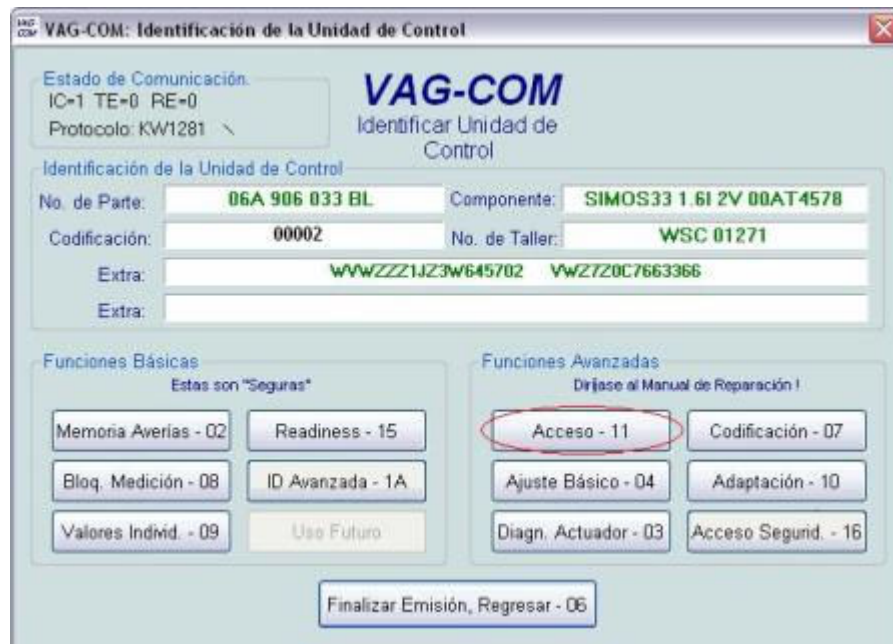 VAG-COM: Identificación de la Unidad de Control
Estado de Comunicación.
IC=1 TE=0 RE=0
Protocolo: KW1281 \
VAG-COM
Identificar Unidad de
Control
Identificación de la Unidad de Control
No. de Parte: 06A 906 033 BL Componente: SIMOS33 1.6l 2V 00AT4578
Codificación: 00002 No. de Taller: WSC 01271
Extra: WVWZZZ1JZ3W645702 VWZ7Z0C7663366
Extra:
Funciones Básicas
Estas son "Seguras"
Memoria Averías - 02 Readiness - 15
Bloq. Medición - 08 ID Avanzada - 1A
Valores Individ. - 09 Uso Futuro
Funciones Avanzadas
Diríjase al Manual de Reparación !
Acceso - 11 Codificación - 07
Ajuste Básico - 04 Adaptación - 10
Diagn. Actuador - 03 Acceso Segurid. - 16
Finalizar Emisión, Regresar - 06